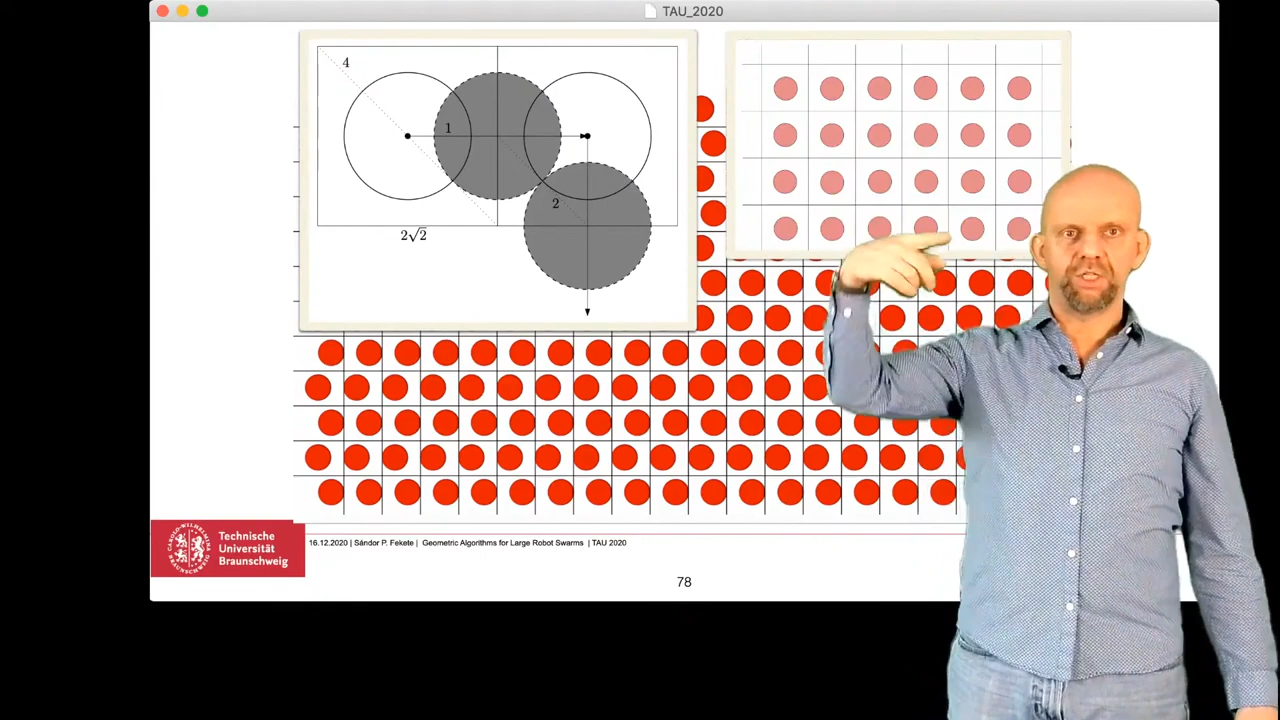 TAU_2020
4
1
2
2√2
Technische
Universität
Braunschweig
16.12.2020 | Sándor P. Fekete | Geometric Algorithms for Large Robot Swarms | TAU 2020
78